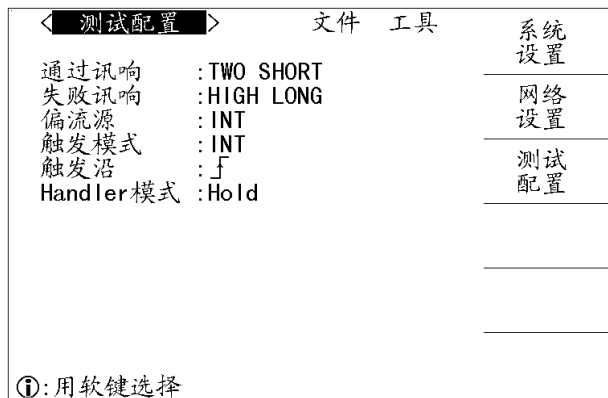 < 测试配置 > 文件 工具
通过讯响 :TWO SHORT
失败讯响 :HIGH LONG
偏流源 :INT
触发模式 :INT
触发沿 :
Handler模式 :Hold
系统
设置
网络
设置
测试
配置
ⓘ:用软键选择